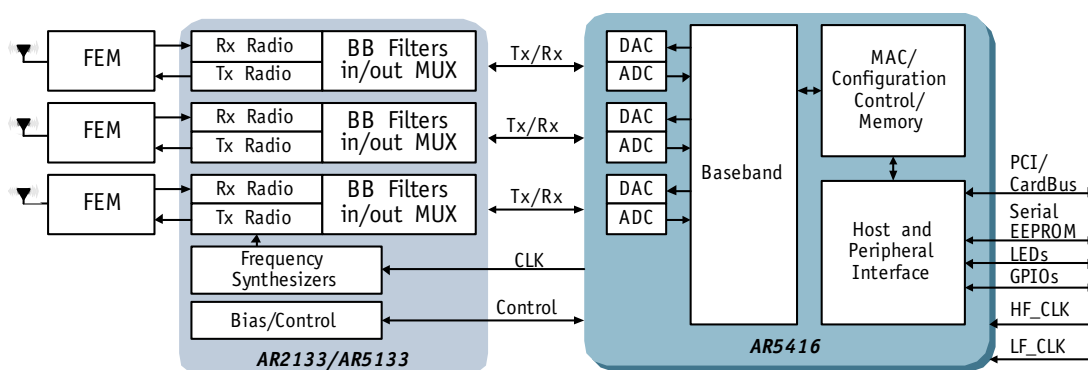 FEM
Rx Radio
Tx Radio
BB Filters
in/out MUX
Tx/Rx
DAC
ADC
FEM
Rx Radio
Tx Radio
BB Filters
in/out MUX
Tx/Rx
DAC
ADC
FEM
Rx Radio
Tx Radio
BB Filters
in/out MUX
Tx/Rx
DAC
ADC
Frequency
Synthesizers
CLK
Bias/Control
Control
AR2133/AR5133
Baseband
MAC/
Configuration
Control/
Memory
Host and
Peripheral
Interface
AR5416
PCI/
CardBus
Serial
EEPROM
LEDs
GPIOs
HF_CLK
LF_CLK